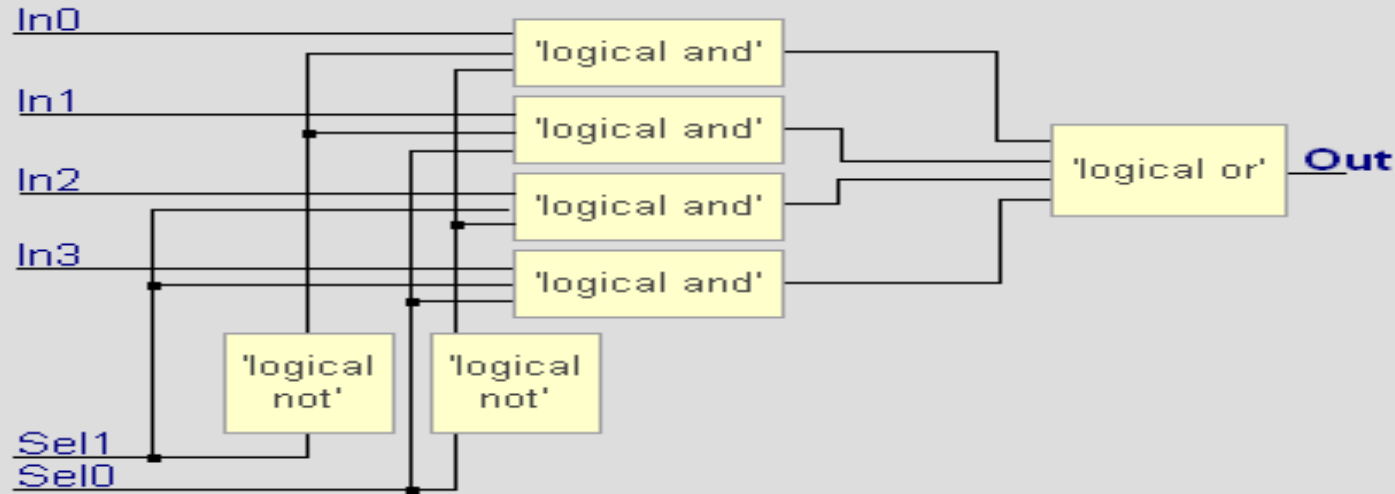 In0
'logical and'
In1
'logical and'
In2
'logical and'
In3
'logical and'
'logical or'
Out
'logical
not'
'logical
not'
Sel1
Sel0